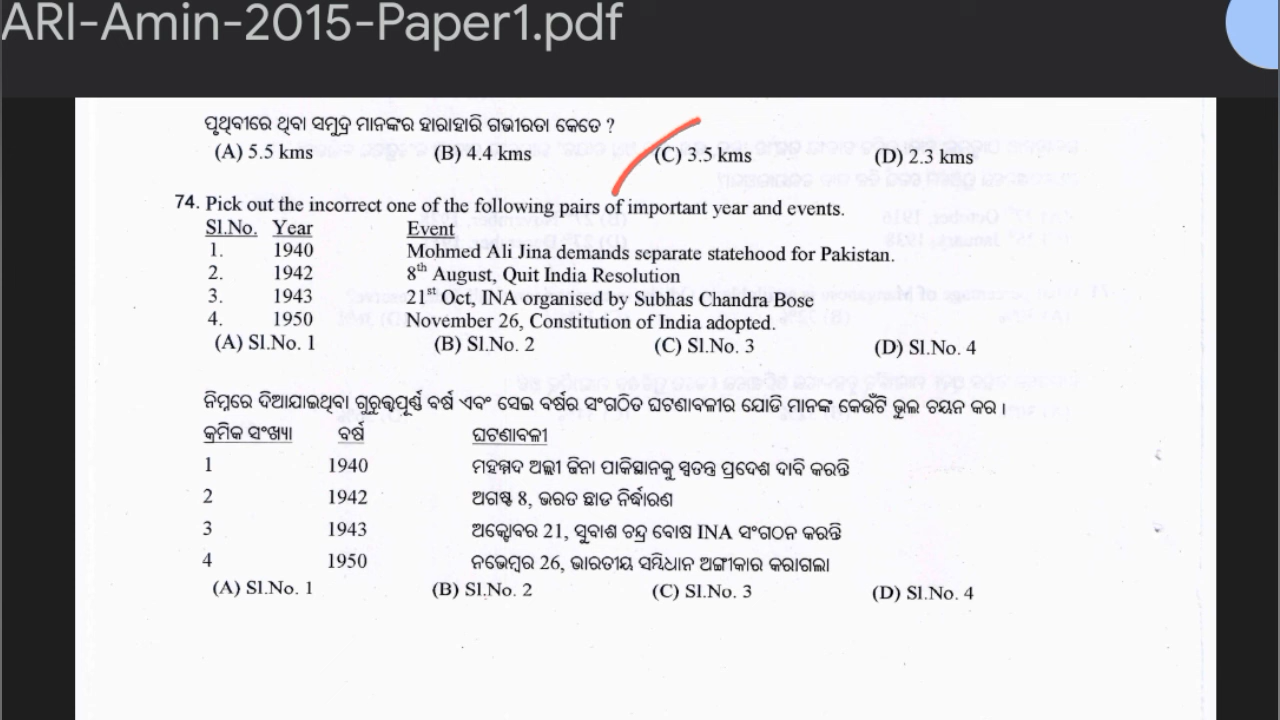 ARI-Amin-2015-Paper1.pdf
ପୃଥିବୀରେ ଥିବା ସମୁଦ୍ର ମାନଙ୍କର ହାରାହାରି ଗଭୀରତା କେତେ ?
(A) 5.5 kms (B) 4.4 kms (C) 3.5 kms (D) 2.3 kms
74. Pick out the incorrect one of the following pairs of important year and events.
Sl.No. Year Event
1. 1940 Mohmed Ali Jina demands separate statehood for Pakistan.
2. 1942 8th August, Quit India Resolution
3. 1943 21st Oct, INA organised by Subhas Chandra Bose
4. 1950 November 26, Constitution of India adopted.
(A) Sl.No. 1 (B) Sl.No. 2 (C) Sl.No. 3 (D) Sl.No. 4
ନିମ୍ନରେ ଦିଆଯାଇଥିବା ଗୁରୁତ୍ତ୍ୱପୂର୍ଣ୍ଣ ବର୍ଷ ଏବଂ ସେଇ ବର୍ଷର ସଂଗଠିତ ଘଟଣାବଳୀର ଯୋଡି ମାନଙ୍କ କେଉଁଟି ଭୁଲ ଚୟନ କର ।
କ୍ରମିକ ସଂଖ୍ୟା ବର୍ଷ ଘଟଣାବଳୀ
1 1940 ମହମ୍ମଦ ଅଲ୍ଲୀ ଜିନା ପାକିସ୍ଥାନକୁ ସ୍ୱତନ୍ତ୍ର ପ୍ରଦେଶ ଦାବି କରନ୍ତି
2 1942 ଅଗଷ୍ଟ 8, ଭରତ ଛାଡ ନିର୍ଦ୍ଧାରଣ
3 1943 ଅକ୍ଟୋବର 21, ସୁବାଶ ଚନ୍ଦ୍ର ବୋଷ INA ସଂଗଠନ କରନ୍ତି
4 1950 ନଭେମ୍ବର 26, ଭାରତୀୟ ସମ୍ବିଧାନ ଅଙ୍ଗୀକାର କରାଗଲା
(A) Sl.No. 1 (B) Sl.No. 2 (C) Sl.No. 3 (D) Sl.No. 4